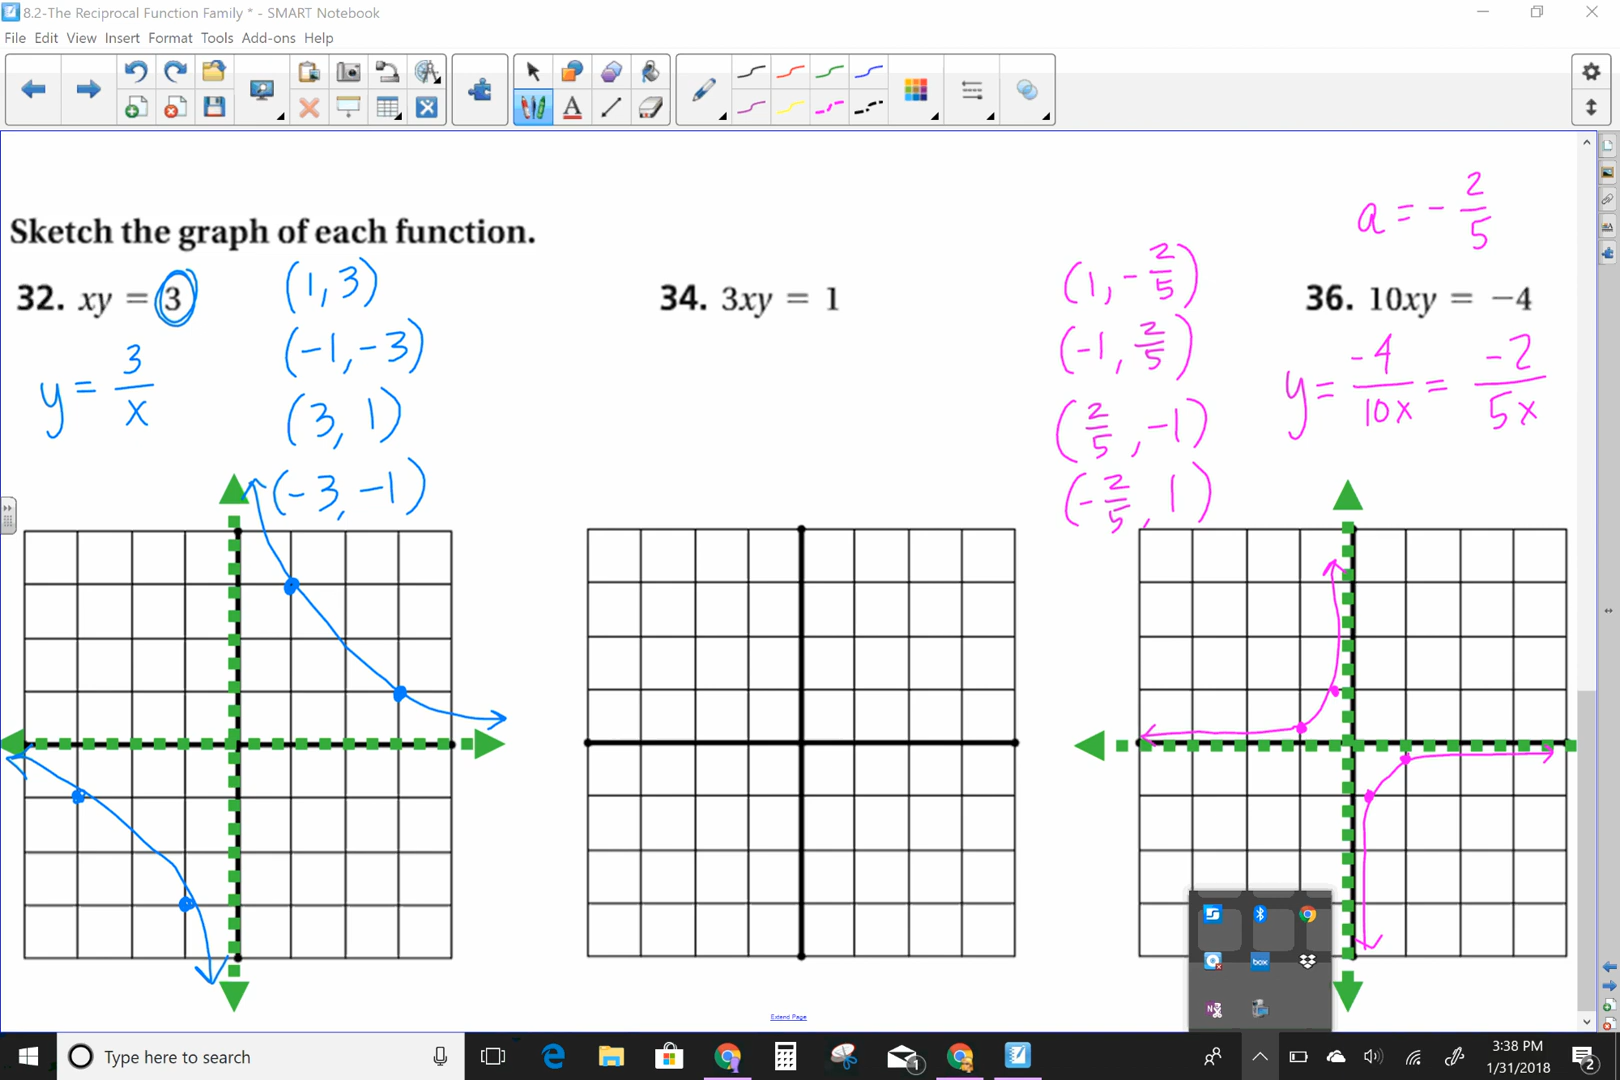 8.2-The Reciprocal Function Family * - SMART Notebook
File Edit View Insert Format Tools Add-ons Help
Sketch the graph of each function.
32. xy = 3
y = 3/x
(1, 3)
(-1, -3)
(3, 1)
(-3, -1)
34. 3xy = 1
36. 10xy = −4
a = - 2/5
y = -4/10x = -2/5x
(1, - 2/5)
(-1, 2/5)
(2/5, -1)
(- 2/5, 1)
Extend Page
box
Type here to search
1
3:38 PM
1/31/2018
2